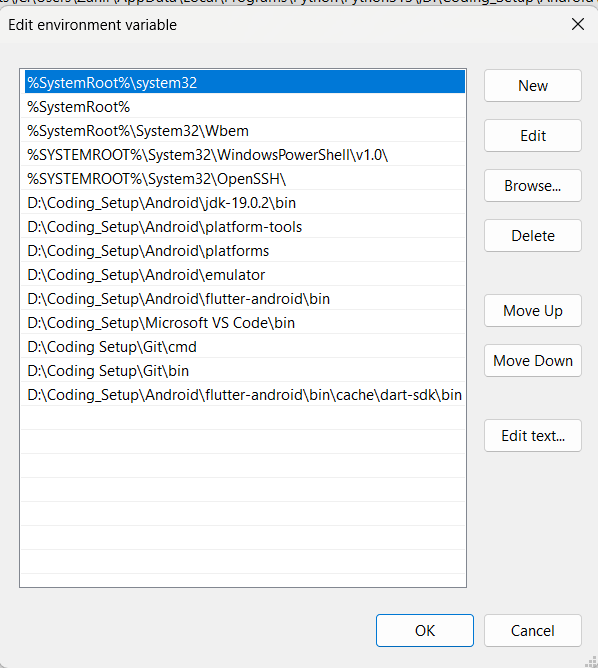 Edit environment variable
%SystemRoot%\system32
%SystemRoot%
%SystemRoot%\System32\Wbem
%SYSTEMROOT%\System32\WindowsPowerShell\v1.0\
%SYSTEMROOT%\System32\OpenSSH\
D:\Coding_Setup\Android\jdk-19.0.2\bin
D:\Coding_Setup\Android\platform-tools
D:\Coding_Setup\Android\platforms
D:\Coding_Setup\Android\emulator
D:\Coding_Setup\Android\flutter-android\bin
D:\Coding_Setup\Microsoft VS Code\bin
D:\Coding Setup\Git\cmd
D:\Coding Setup\Git\bin
D:\Coding_Setup\Android\flutter-android\bin\cache\dart-sdk\bin
New
Edit
Browse...
Delete
Move Up
Move Down
Edit text...
OK
Cancel